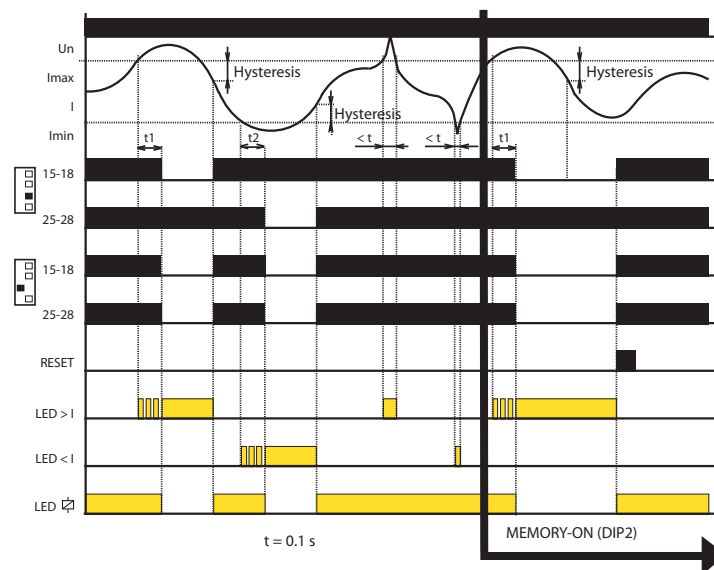 Un
Imax
Hysteresis
Hysteresis
I
Hysteresis
Imin
t1
t2
< t
< t
t1
15-18
25-28
15-18
25-28
RESET
LED > I
LED < I
LED
t = 0.1 s
MEMORY-ON (DIP2)